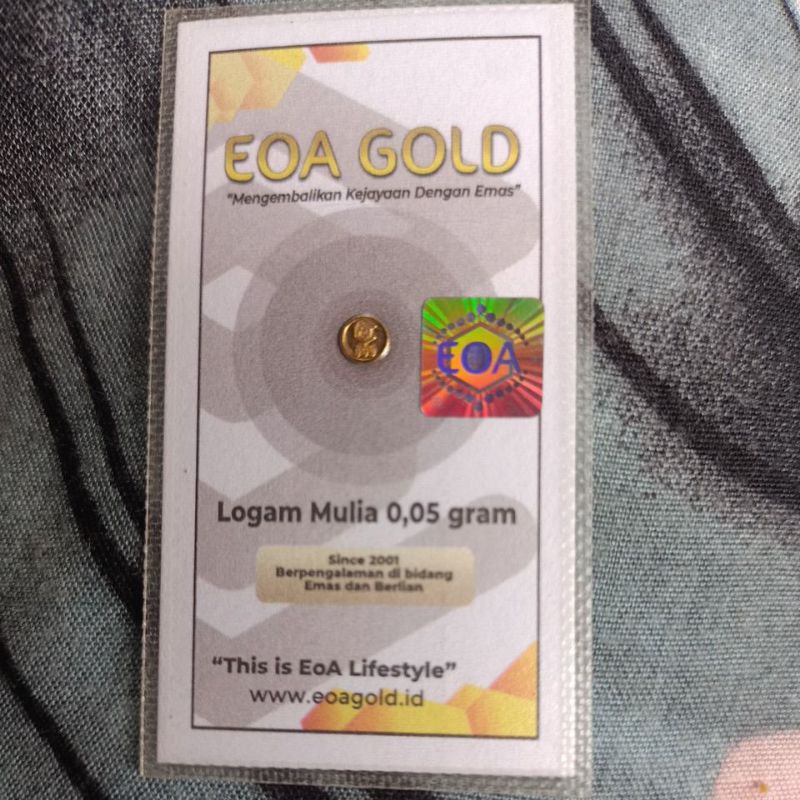 EOA GOLD
"Mengembalikan Kejayaan Dengan Emas"
EOA
Logam Mulia 0,05 gram
Since 2001
Berpengalaman di bidang
Emas dan Berlian
"This is EoA Lifestyle"
www.eoagold.id